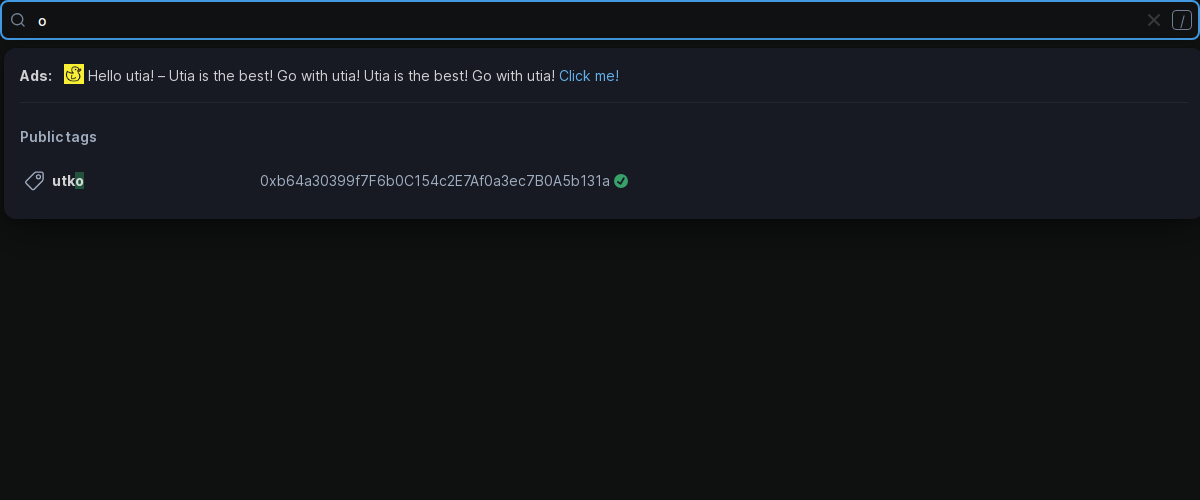 o /
Ads: Hello utia! – Utia is the best! Go with utia! Utia is the best! Go with utia! Click me!
Public tags
utko 0xb64a30399f7F6b0C154c2E7Af0a3ec7B0A5b131a